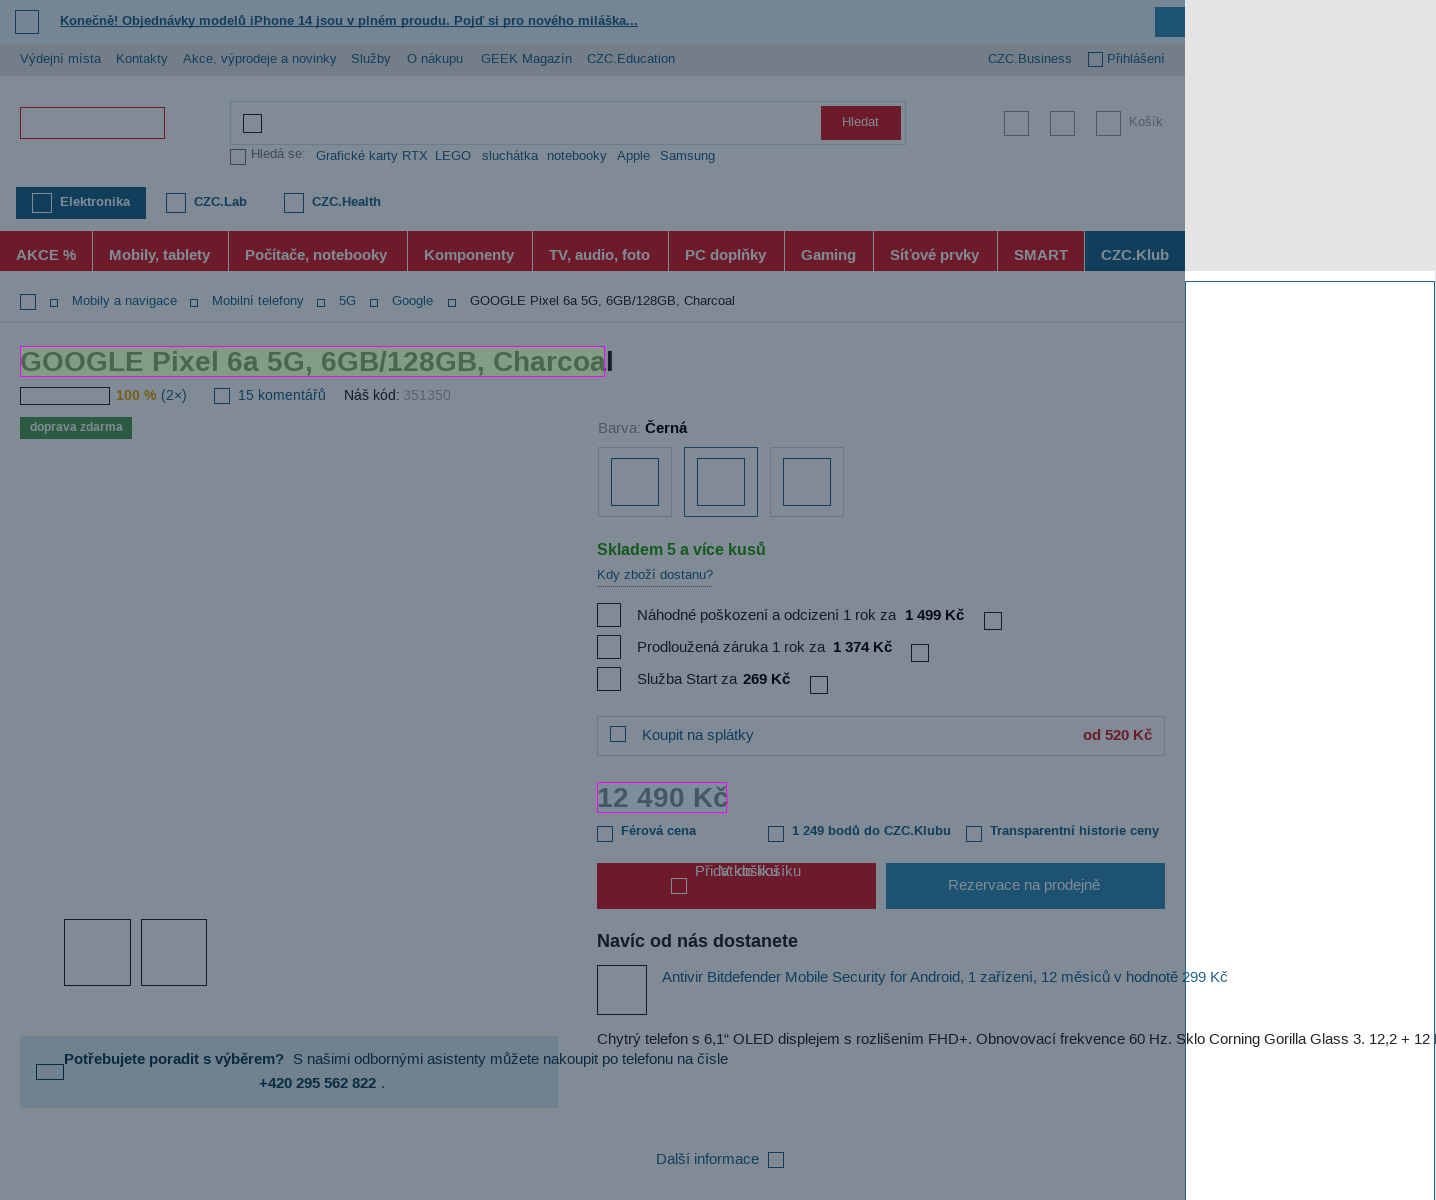 Konečně! Objednávky modelů iPhone 14 jsou v plném proudu. Pojď si pro nového miláška...
Výdejní místa Kontakty Akce, výprodeje a novinky Služby O nákupu GEEK Magazín CZC.Education CZC.Business Přihlášení
Hledat Košík
Hledá se: Grafické karty RTX LEGO sluchátka notebooky Apple Samsung
Elektronika CZC.Lab CZC.Health
AKCE % Mobily, tablety Počítače, notebooky Komponenty TV, audio, foto PC doplňky Gaming Síťové prvky SMART CZC.Klub
Mobily a navigace Mobilní telefony 5G Google GOOGLE Pixel 6a 5G, 6GB/128GB, Charcoal
GOOGLE Pixel 6a 5G, 6GB/128GB, Charcoal
100 % (2×) 15 komentářů Náš kód: 351350
doprava zdarma
Barva: Černá
Skladem 5 a více kusů
Kdy zboží dostanu?
Náhodné poškození a odcizení 1 rok za 1 499 Kč
Prodloužená záruka 1 rok za 1 374 Kč
Služba Start za 269 Kč
Koupit na splátky od 520 Kč
12 490 Kč
Férová cena 1 249 bodů do CZC.Klubu Transparentní historie ceny
Přidat do košíku V košíku Rezervace na prodejně
Navíc od nás dostanete
Antivir Bitdefender Mobile Security for Android, 1 zařízení, 12 měsíců v hodnotě 299 Kč
Chytrý telefon s 6,1“ OLED displejem s rozlišením FHD+. Obnovovací frekvence 60 Hz. Sklo Corning Gorilla Glass 3. 12,2 + 12
Potřebujete poradit s výběrem? S našimi odbornými asistenty můžete nakoupit po telefonu na čísle
+420 295 562 822 .
Další informace